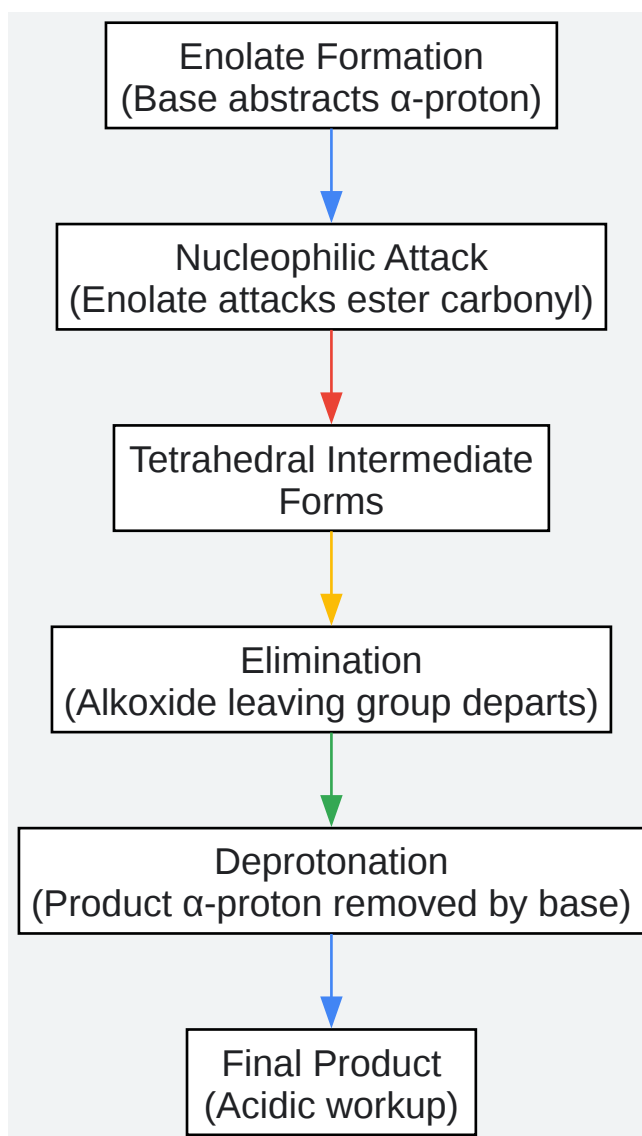 Enolate Formation
(Base abstracts α-proton)
Nucleophilic Attack
(Enolate attacks ester carbonyl)
Tetrahedral Intermediate
Forms
Elimination
(Alkoxide leaving group departs)
Deprotonation
(Product α-proton removed by base)
Final Product
(Acidic workup)